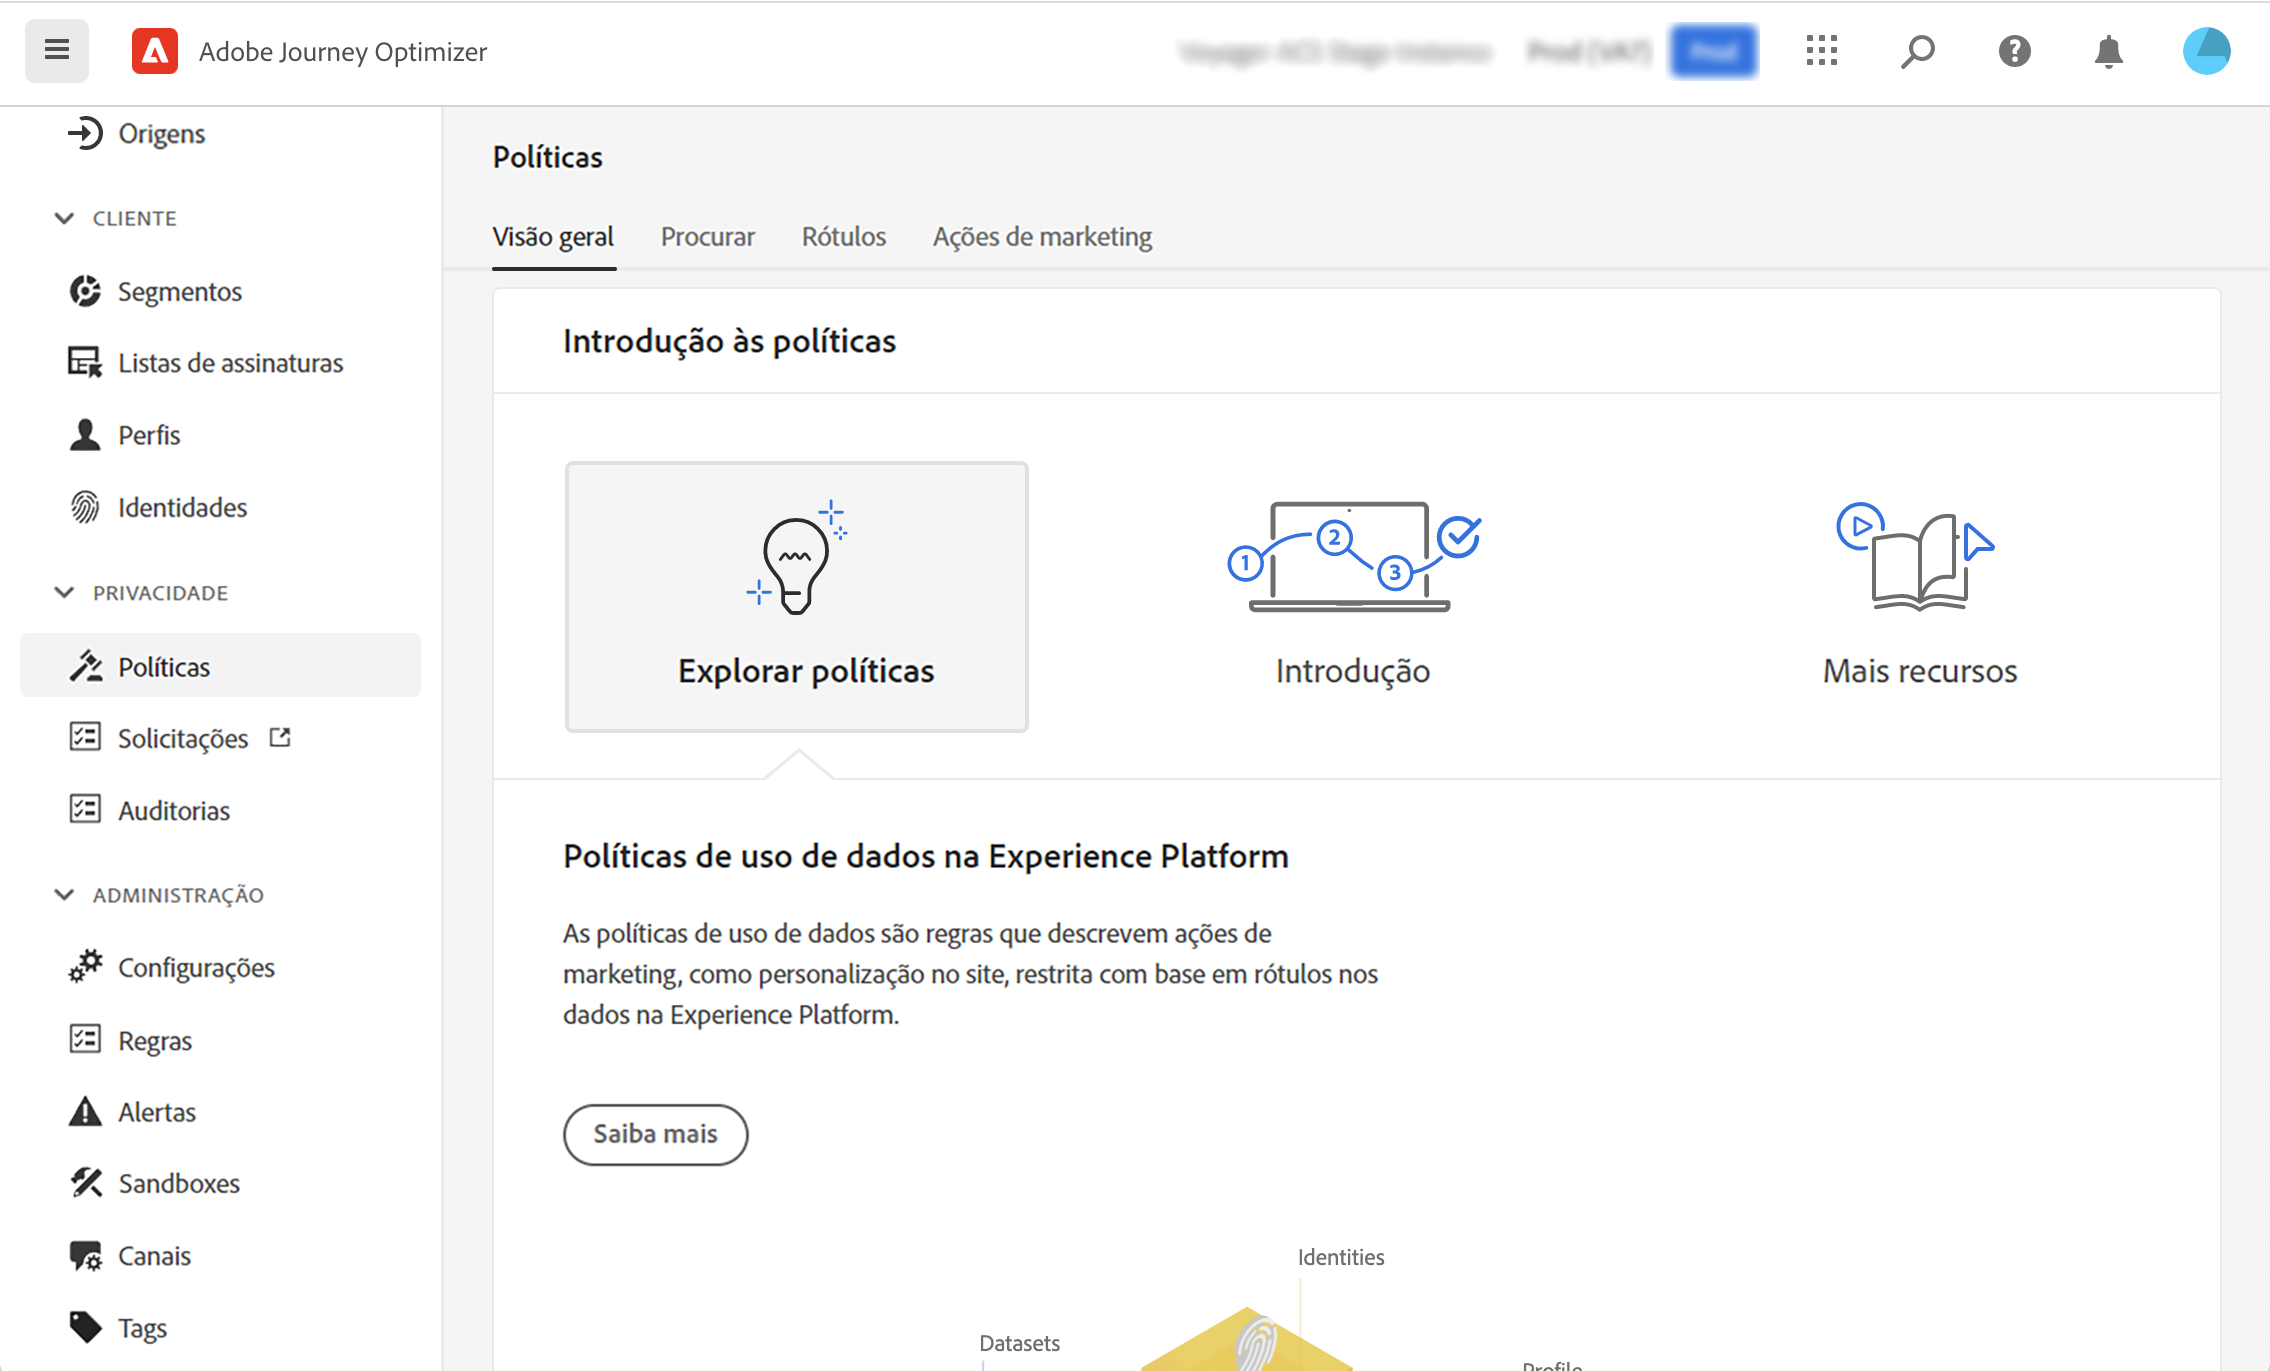 Adobe Journey Optimizer
Origens
CLIENTE
Segmentos
Listas de assinaturas
Perfis
Identidades
PRIVACIDADE
Políticas
Solicitações
Auditorias
ADMINISTRAÇÃO
Configurações
Regras
Alertas
Sandboxes
Canais
Tags
Políticas
Visão geral Procurar Rótulos Ações de marketing
Introdução às políticas
1 2 3
Explorar políticas Introdução Mais recursos
Políticas de uso de dados na Experience Platform
As políticas de uso de dados são regras que descrevem ações de
marketing, como personalização no site, restrita com base em rótulos nos
dados na Experience Platform.
Saiba mais
Identities
Datasets
Profile